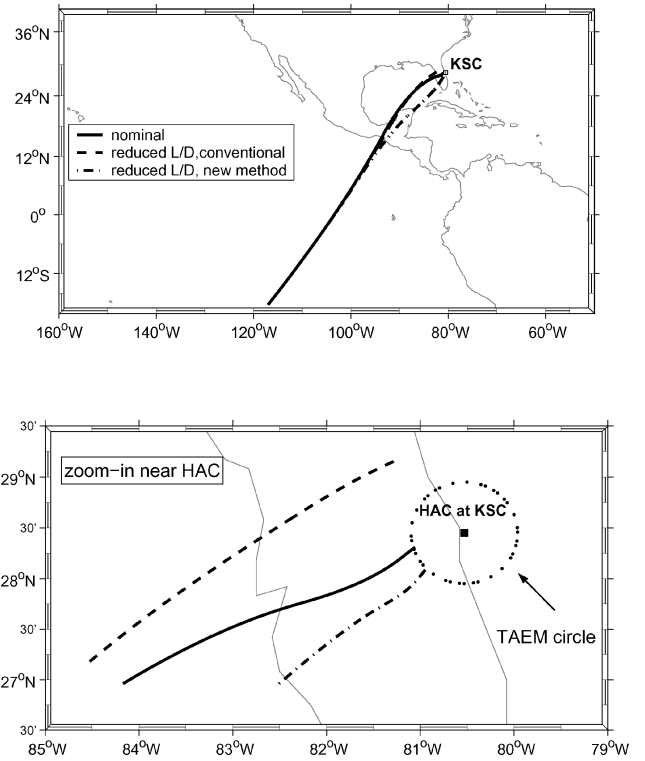 36°N
24°N
12°N
0°
12°S
KSC
nominal
reduced L/D,conventional
reduced L/D, new method
160°W 140°W 120°W 100°W 80°W 60°W
30'
29°N
30'
28°N
30'
27°N
30'
zoom-in near HAC
HAC at KSC
TAEM circle
85°W 84°W 83°W 82°W 81°W 80°W 79°W